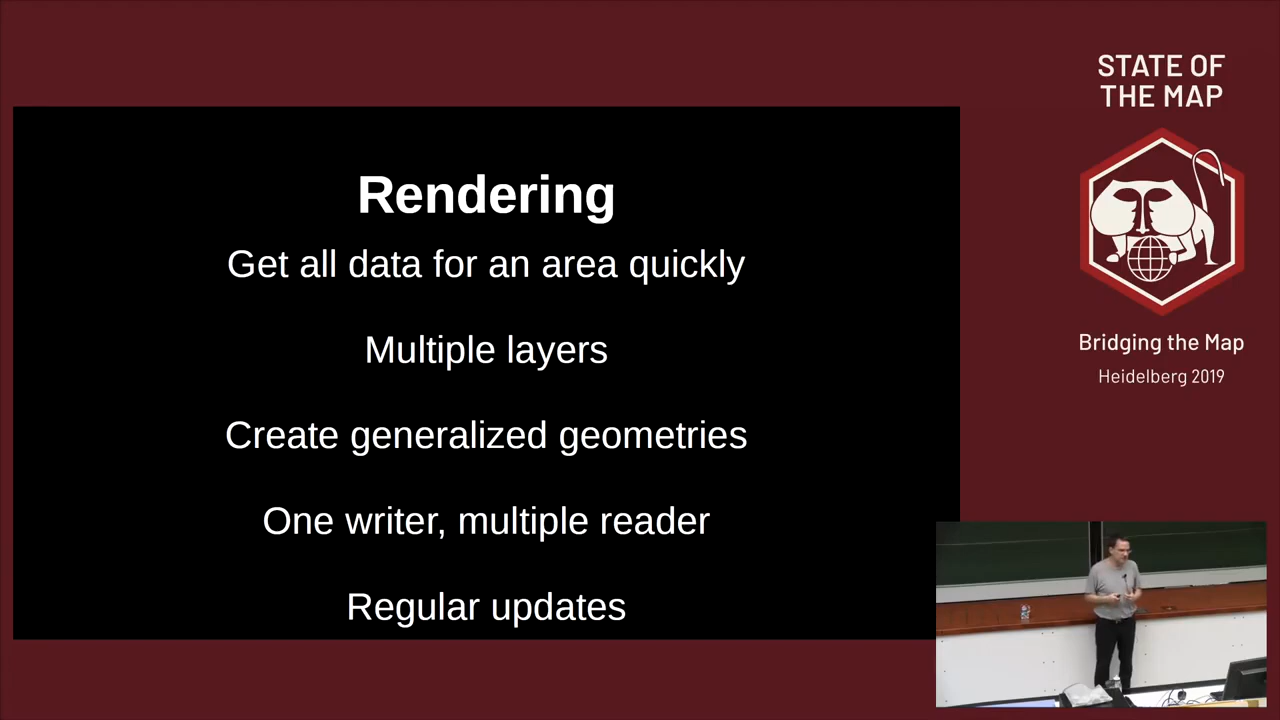 Rendering
Get all data for an area quickly
Multiple layers
Create generalized geometries
One writer, multiple reader
Regular updates
STATE OF
THE MAP
Bridging the Map
Heidelberg 2019